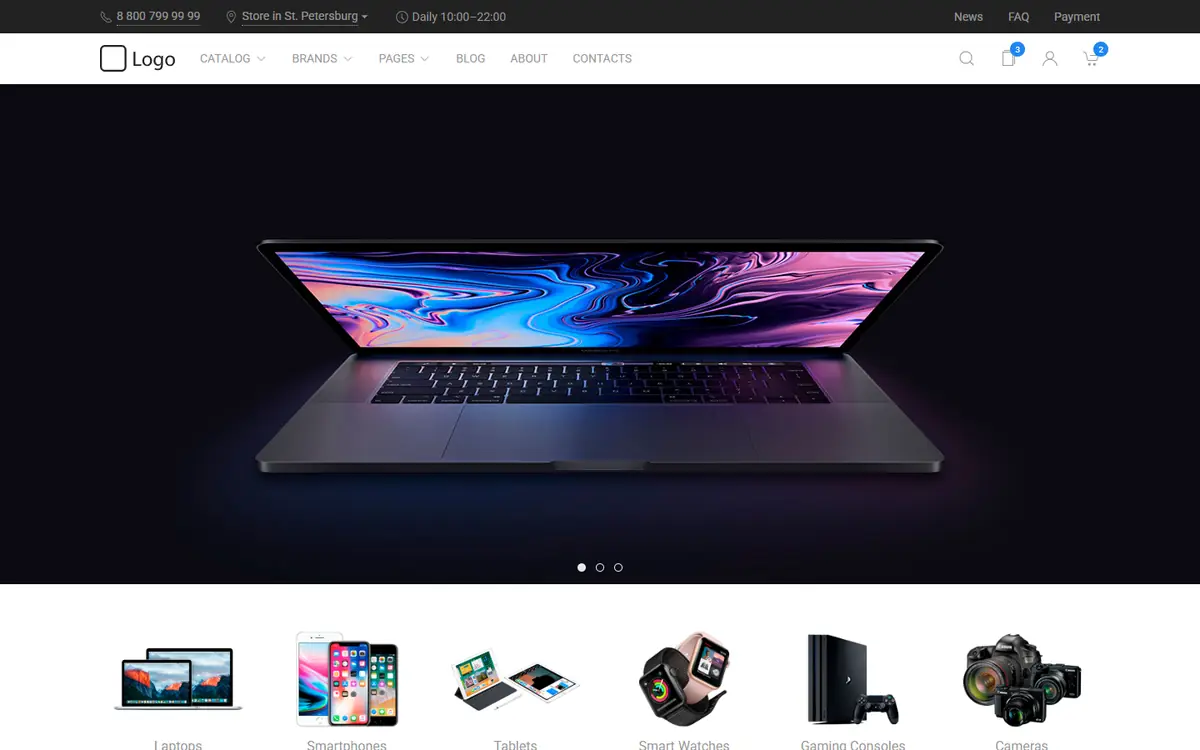 8 800 799 99 99 Store in St. Petersburg Daily 10:00–22:00 News FAQ Payment
Logo CATALOG BRANDS PAGES BLOG ABOUT CONTACTS 3 2
Laptops Smartphones Tablets Smart Watches Gaming Consoles Cameras